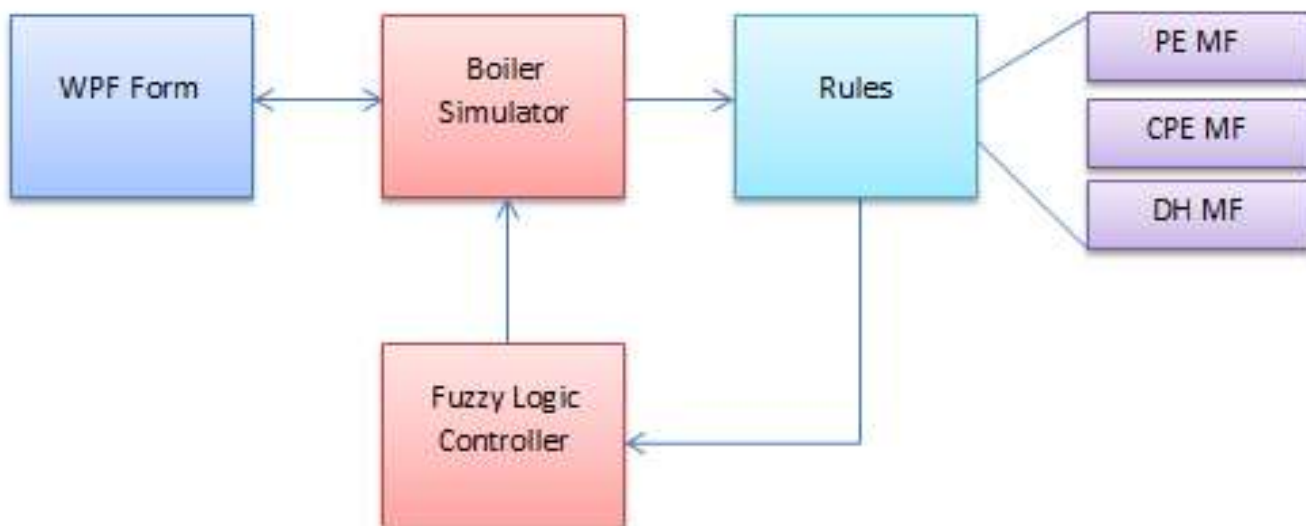 WPF Form
Boiler
Simulator
Rules
PE MF
CPE MF
DH MF
Fuzzy Logic
Controller